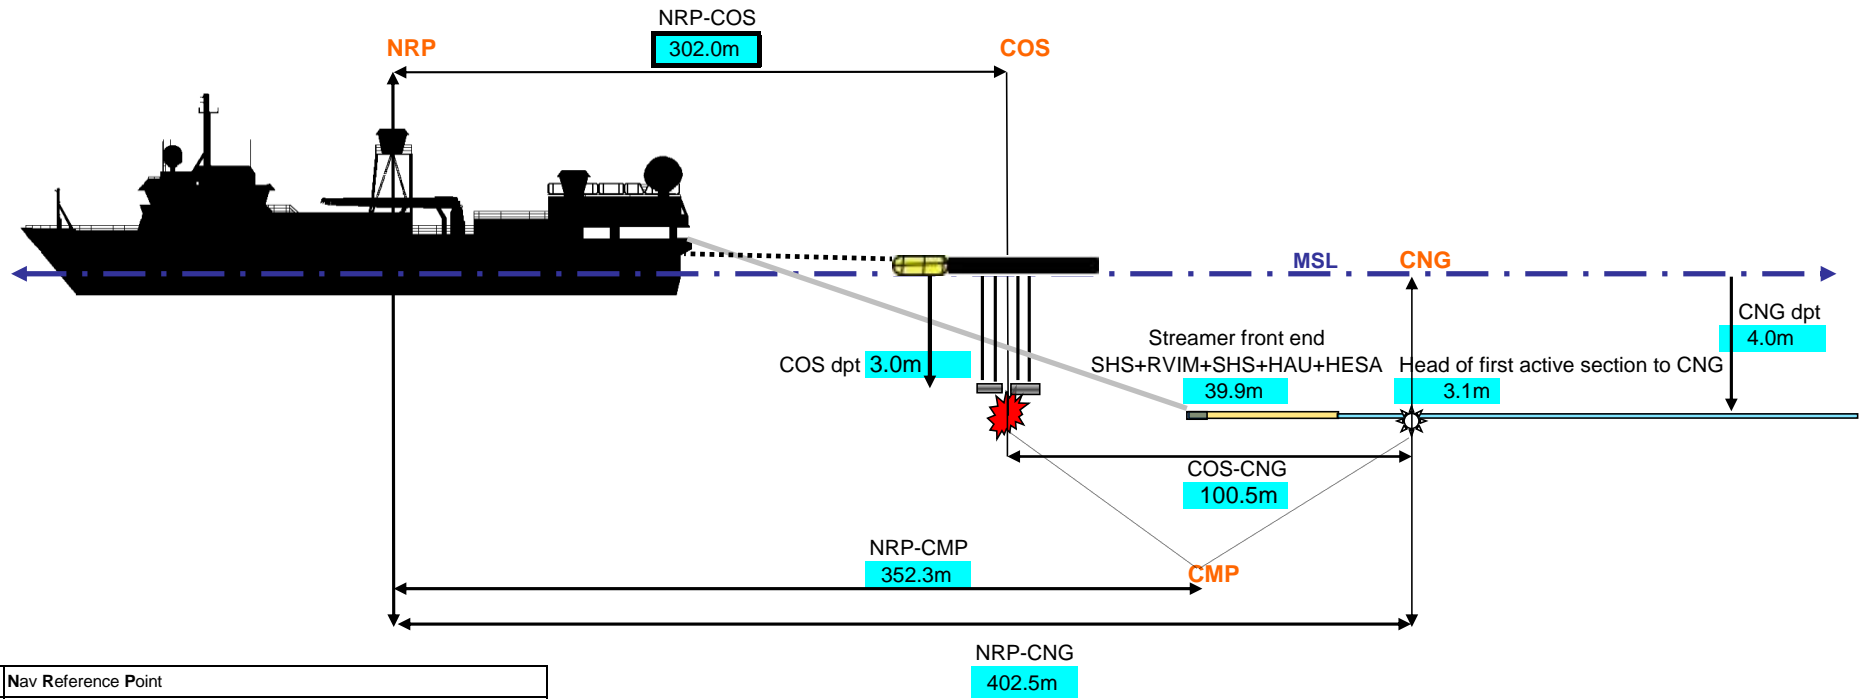 NRP-COS
NRP
302.0m
COS
MSL
CNG
CNG dpt
4.0m
Streamer front end
COS dpt 3.0m
SHS+RVIM+SHS+HAU+HESA
Head of first active section to CNG
39.9m
3.1m
COS-CNG
100.5m
NRP-CMP
352.3m
CMP
NRP-CNG
402.5m
Nav Reference Point